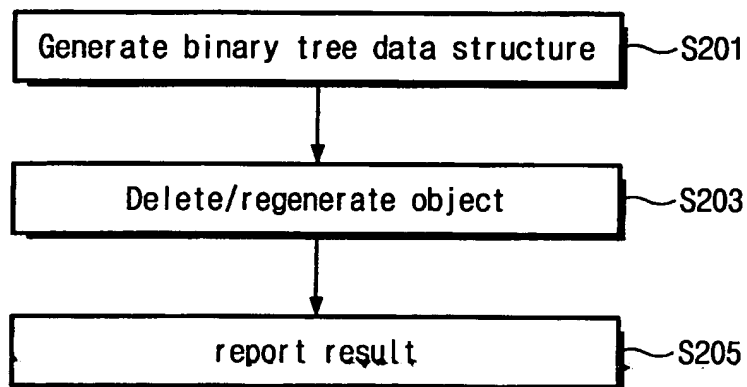 Generate binary tree data structure S201
Delete/regenerate object S203
report result S205